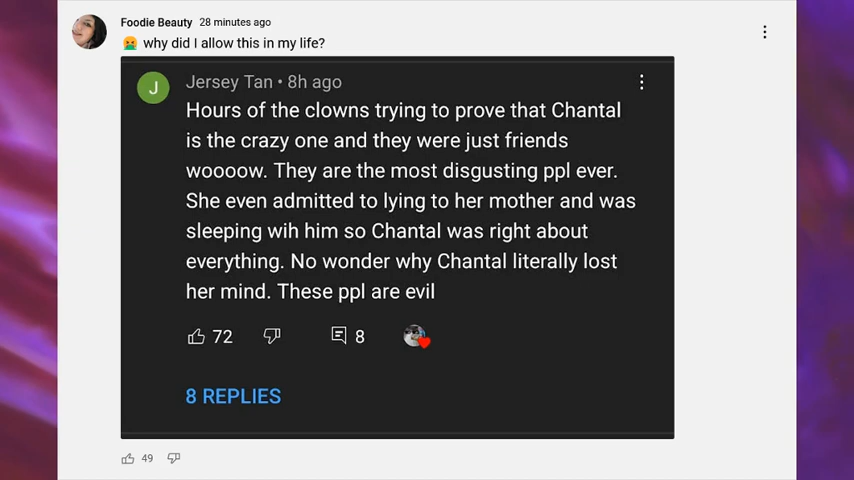 Foodie Beauty 28 minutes ago
🤮 why did I allow this in my life?
J
Jersey Tan • 8h ago
Hours of the clowns trying to prove that Chantal
is the crazy one and they were just friends
woooow. They are the most disgusting ppl ever.
She even admitted to lying to her mother and was
sleeping wih him so Chantal was right about
everything. No wonder why Chantal literally lost
her mind. These ppl are evil
72 8
8 REPLIES
49